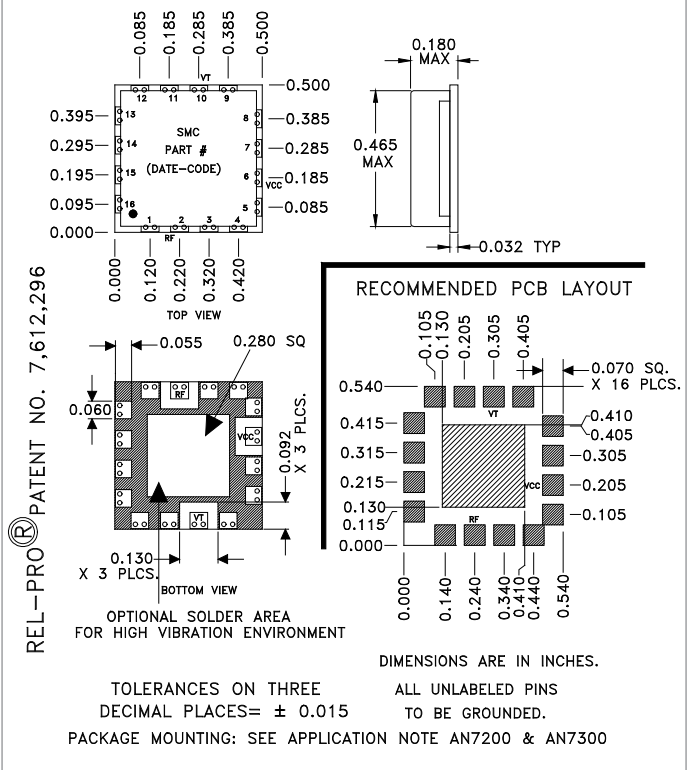 0.085
0.185
0.285
0.385
0.500
VT
12
11
10
9
0.500
0.395
13
8
0.385
0.295
14
SMC
PART #
(DATE-CODE)
7
0.285
0.195
15
6
VCC
0.185
0.095
16
5
0.085
0.000
1
2
3
4
RF
0.000
0.120
0.220
0.320
0.420
TOP VIEW
0.180
MAX
0.465
MAX
0.032 TYP
REL-PRO® PATENT NO. 7,612,296
0.055
0.280 SQ
0.060
RF
VCC
VT
0.092
X 3 PLCS.
0.130
X 3 PLCS.
BOTTOM VIEW
OPTIONAL SOLDER AREA
FOR HIGH VIBRATION ENVIRONMENT
RECOMMENDED PCB LAYOUT
0.105
0.130
0.205
0.305
0.405
0.070 SQ.
X 16 PLCS.
0.540
VT
0.415
0.410
0.405
0.315
0.305
0.215
VCC
0.205
0.130
0.115
0.105
RF
0.000
0.000
0.140
0.240
0.340
0.410
0.440
0.540
DIMENSIONS ARE IN INCHES.
TOLERANCES ON THREE
DECIMAL PLACES= ± 0.015
ALL UNLABELED PINS
TO BE GROUNDED.
PACKAGE MOUNTING: SEE APPLICATION NOTE AN7200 & AN7300